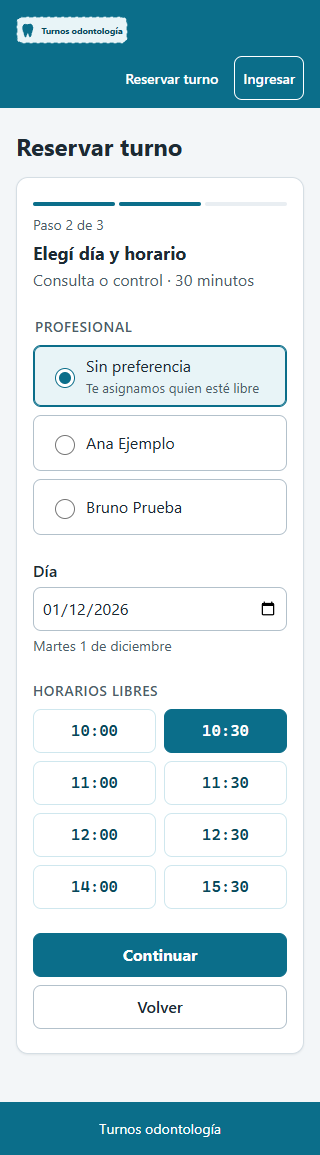 Turnos odontología
Reservar turno
Ingresar
Reservar turno
Paso 2 de 3
Elegí día y horario
Consulta o control · 30 minutos
PROFESIONAL
Sin preferencia
Te asignamos quien esté libre
Ana Ejemplo
Bruno Prueba
Día
01/12/2026
Martes 1 de diciembre
HORARIOS LIBRES
10:00
10:30
11:00
11:30
12:00
12:30
14:00
15:30
Continuar
Volver
Turnos odontología